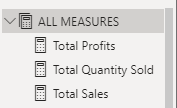 ALL MEASURES
Total Profits
Total Quantity Sold
Total Sales